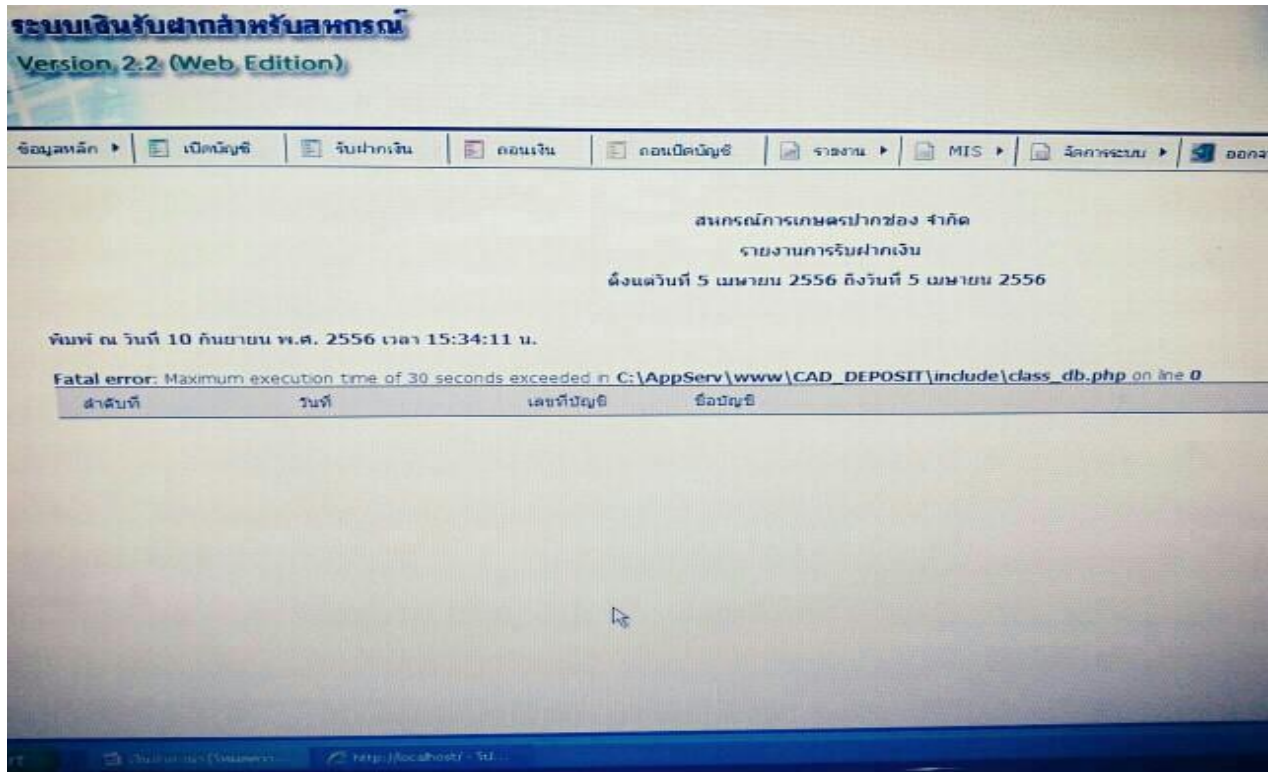 ระบบเงินรับฝากสำหรับสหกรณ์
Version 2.2 (Web Edition)
ข้อมูลหลัก เปิดบัญชี รับฝากเงิน ถอนเงิน ถอนปิดบัญชี รายงาน MIS จัดการระบบ
สหกรณ์การเกษตรปากช่อง จำกัด
รายงานการรับฝากเงิน
ตั้งแต่วันที่ 5 เมษายน 2556 ถึงวันที่ 5 เมษายน 2556
พิมพ์ ณ วันที่ 10 กันยายน พ.ศ. 2556 เวลา 15:34:11 น.
Fatal error: Maximum execution time of 30 seconds exceeded in C:\AppServ\www\CAD_DEPOSIT\include\class_db.php on line 0
ลำดับที่ วันที่ เลขที่บัญชี ชื่อบัญชี
http://localhost/